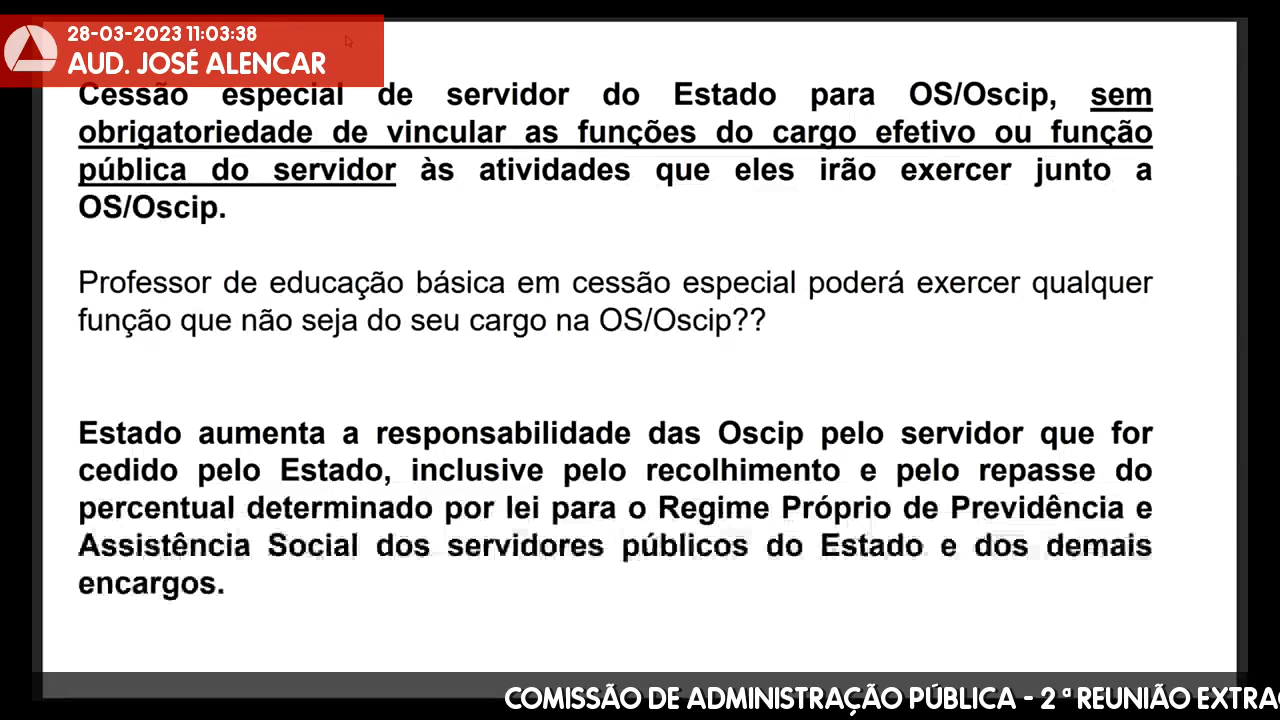 28-03-2023 11:03:38
AUD. JOSÉ ALENCAR
Cessão especial de servidor do Estado para OS/Oscip, sem
obrigatoriedade de vincular as funções do cargo efetivo ou função
pública do servidor às atividades que eles irão exercer junto a
OS/Oscip.
Professor de educação básica em cessão especial poderá exercer qualquer
função que não seja do seu cargo na OS/Oscip??
Estado aumenta a responsabilidade das Oscip pelo servidor que for
cedido pelo Estado, inclusive pelo recolhimento e pelo repasse do
percentual determinado por lei para o Regime Próprio de Previdência e
Assistência Social dos servidores públicos do Estado e dos demais
encargos.
COMISSÃO DE ADMINISTRAÇÃO PÚBLICA - 2 ª REUNIÃO EXTRA